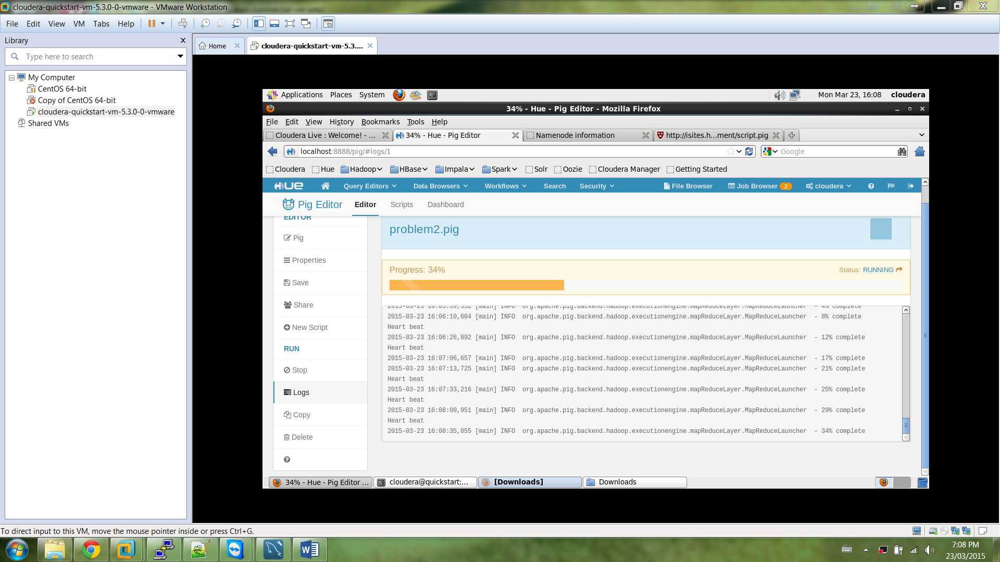 cloudera-quickstart-vm-5.3.0-0-vmware - VMware Workstation
File Edit View VM Tabs Help
Library
Type here to search
My Computer
CentOS 64-bit
Copy of CentOS 64-bit
cloudera-quickstart-vm-5.3.0-0-vmware
Shared VMs
Home
cloudera-quickstart-vm-5.3....
Applications Places System
Mon Mar 23, 16:08 cloudera
34% - Hue - Pig Editor - Mozilla Firefox
File Edit View History Bookmarks Tools Help
Cloudera Live : Welcome! - ...
34% - Hue - Pig Editor
Namenode information
http://isites.h...ment/script.pig
localhost:8888/pig/#logs/1
Google
Cloudera Hue Hadoop HBase Impala Spark Solr Oozie Cloudera Manager Getting Started
HUE Query Editors Data Browsers Workflows Search Security File Browser Job Browser 2 cloudera
Pig Editor Editor Scripts Dashboard
EDITOR
Pig
Properties
Save
Share
New Script
RUN
Stop
Logs
Copy
Delete
problem2.pig
Progress: 34%
Status: RUNNING
[main] INFO org.apache.pig.backend.hadoop.executionengine.mapReduceLayer.MapReduceLauncher - 4% complete
2015-03-23 16:06:10,604 [main] INFO org.apache.pig.backend.hadoop.executionengine.mapReduceLayer.MapReduceLauncher - 8% complete
Heart beat
2015-03-23 16:06:26,892 [main] INFO org.apache.pig.backend.hadoop.executionengine.mapReduceLayer.MapReduceLauncher - 12% complete
Heart beat
2015-03-23 16:07:06,657 [main] INFO org.apache.pig.backend.hadoop.executionengine.mapReduceLayer.MapReduceLauncher - 17% complete
2015-03-23 16:07:13,725 [main] INFO org.apache.pig.backend.hadoop.executionengine.mapReduceLayer.MapReduceLauncher - 21% complete
Heart beat
2015-03-23 16:07:33,216 [main] INFO org.apache.pig.backend.hadoop.executionengine.mapReduceLayer.MapReduceLauncher - 25% complete
Heart beat
2015-03-23 16:08:00,951 [main] INFO org.apache.pig.backend.hadoop.executionengine.mapReduceLayer.MapReduceLauncher - 29% complete
Heart beat
2015-03-23 16:08:35,055 [main] INFO org.apache.pig.backend.hadoop.executionengine.mapReduceLayer.MapReduceLauncher - 34% complete
34% - Hue - Pig Editor ...
cloudera@quickstart:...
[Downloads]
Downloads
To direct input to this VM, move the mouse pointer inside or press Ctrl+G.
7:08 PM
23/03/2015